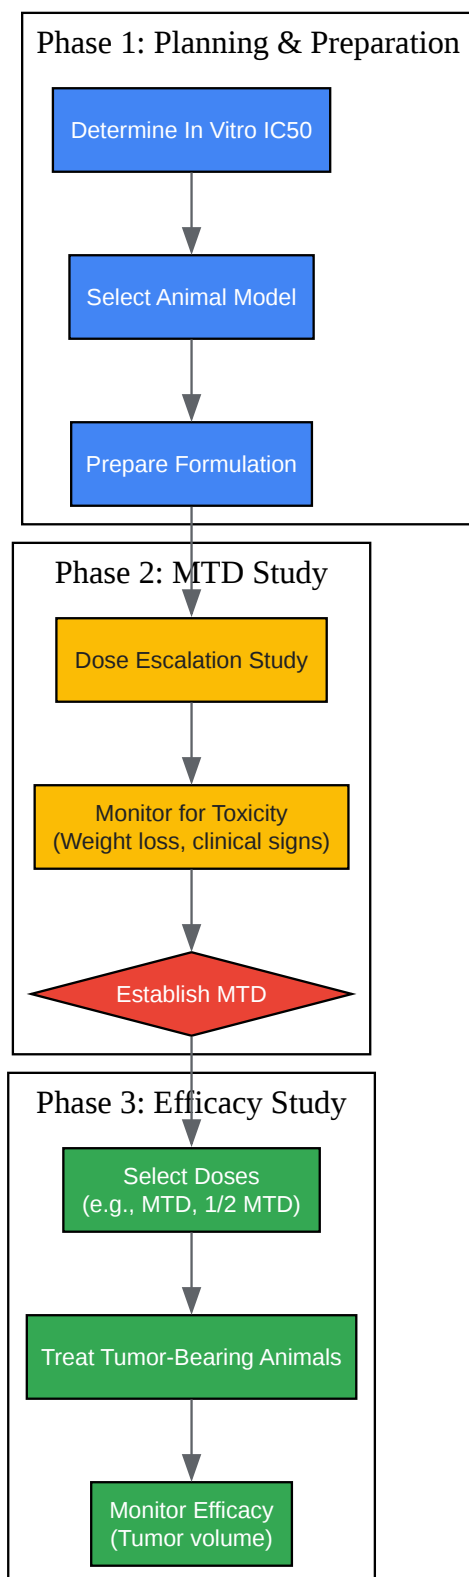 Phase 1: Planning & Preparation
Determine In Vitro IC50
Select Animal Model
Prepare Formulation
Phase 2: MTD Study
Dose Escalation Study
Monitor for Toxicity
(Weight loss, clinical signs)
Establish MTD
Phase 3: Efficacy Study
Select Doses
(e.g., MTD, 1/2 MTD)
Treat Tumor-Bearing Animals
Monitor Efficacy
(Tumor volume)